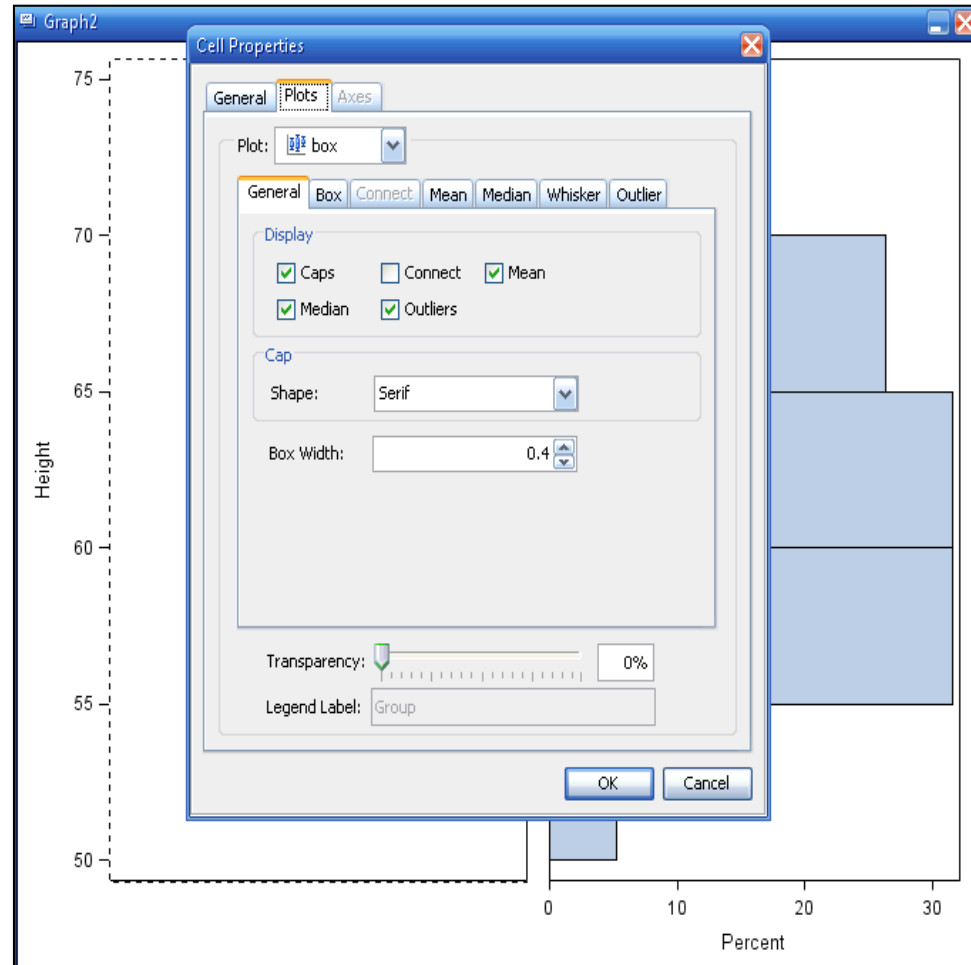 Graph2
Cell Properties
General Plots Axes
Plot: box
General Box Connect Mean Median Whisker Outlier
Display
Caps Connect Mean
Median Outliers
Cap
Shape: Serif
Box Width: 0.4
Transparency: 0%
Legend Label: Group
OK Cancel
75
70
65
60
55
50
Height
0 10 20 30
Percent